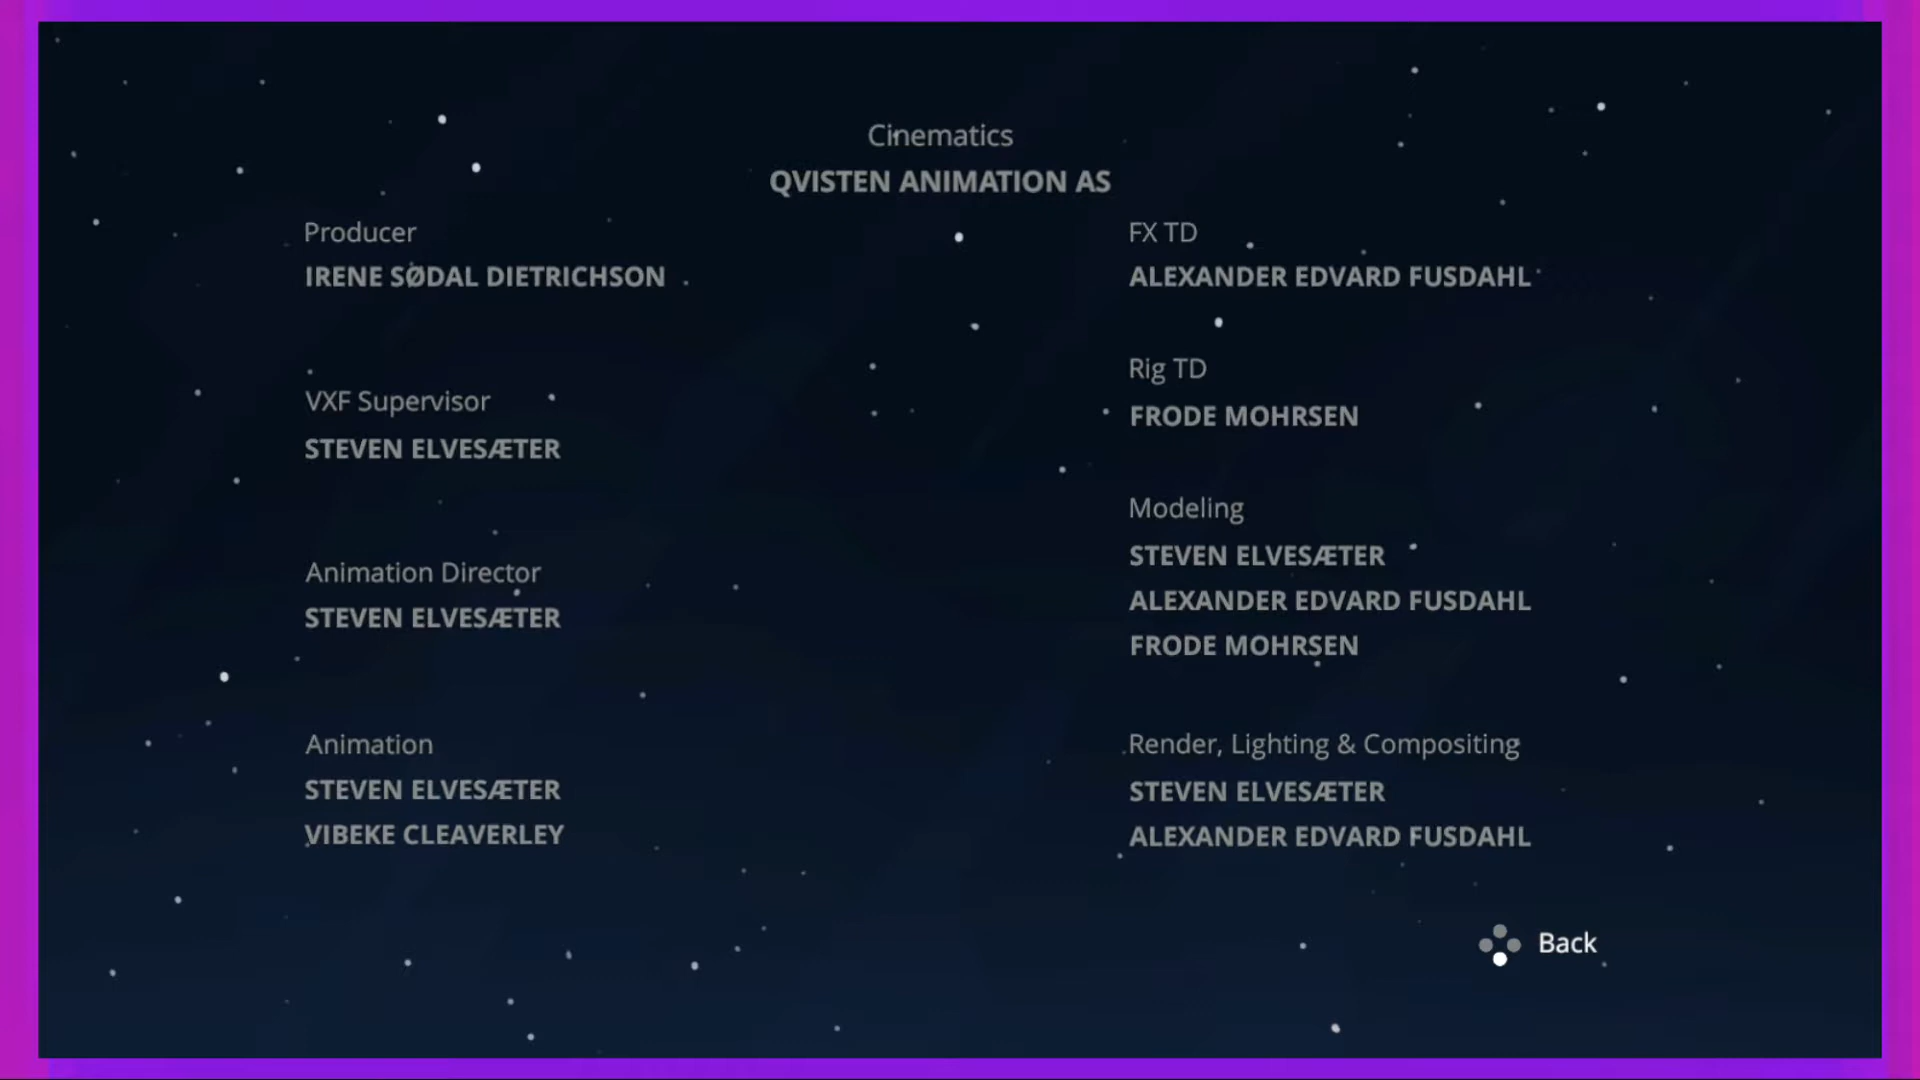 Cinematics
QVISTEN ANIMATION AS
Producer
IRENE SØDAL DIETRICHSON
VXF Supervisor
STEVEN ELVESÆTER
Animation Director
STEVEN ELVESÆTER
Animation
STEVEN ELVESÆTER
VIBEKE CLEAVERLEY
FX TD
ALEXANDER EDVARD FUSDAHL
Rig TD
FRODE MOHRSEN
Modeling
STEVEN ELVESÆTER
ALEXANDER EDVARD FUSDAHL
FRODE MOHRSEN
Render, Lighting & Compositing
STEVEN ELVESÆTER
ALEXANDER EDVARD FUSDAHL
Back